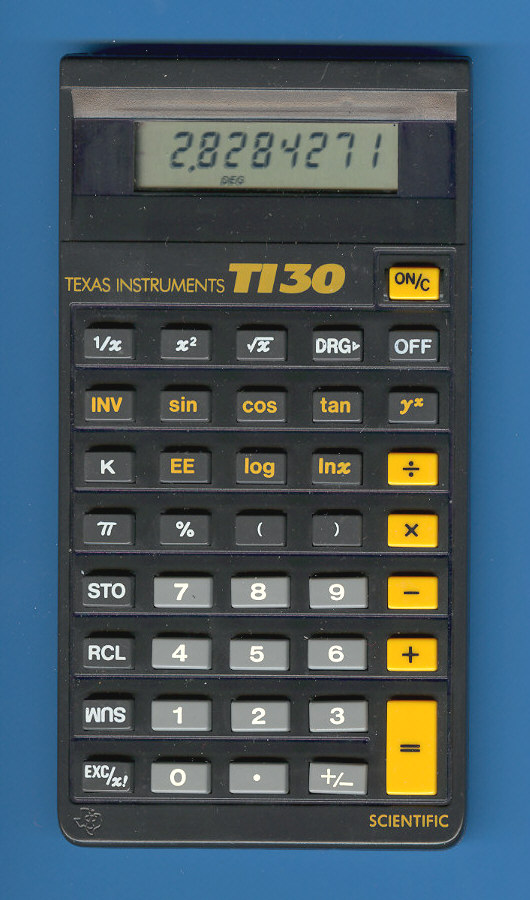 2.8284271
DEG
TEXAS INSTRUMENTS TI30
ON/C
1/x x² √x DRG▹ OFF
INV sin cos tan yˣ
K EE log lnx ÷
π % ( ) ×
STO 7 8 9 −
RCL 4 5 6 +
SUM 1 2 3
EXC/x! 0 . +/− =
SCIENTIFIC